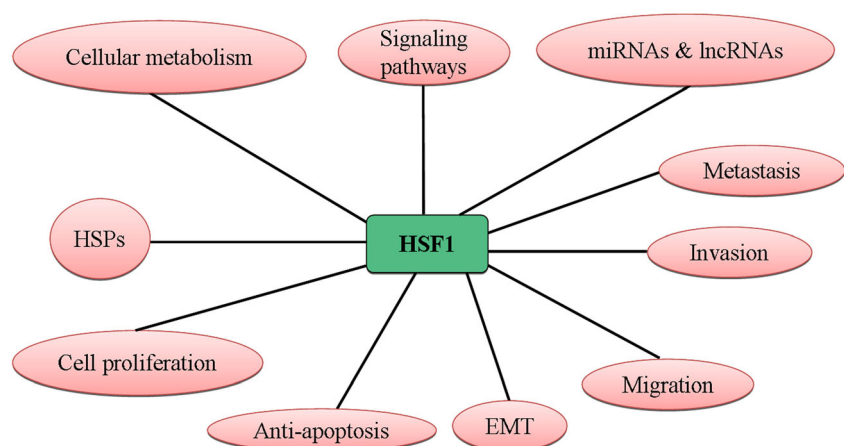 Cellular metabolism
Signaling
pathways
miRNAs & lncRNAs
Metastasis
HSPs
HSF1
Invasion
Cell proliferation
Migration
Anti-apoptosis
EMT